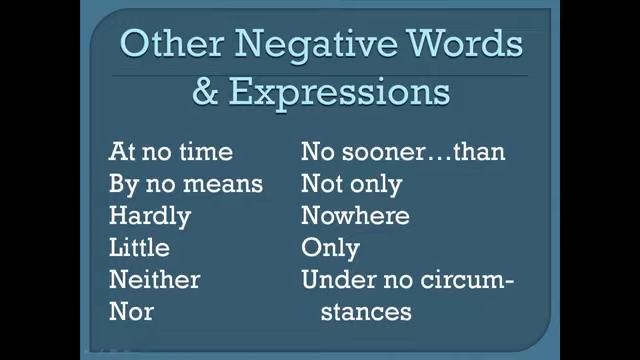 Other Negative Words
& Expressions
At no time
By no means
Hardly
Little
Neither
Nor
No sooner...than
Not only
Nowhere
Only
Under no circum-
stances